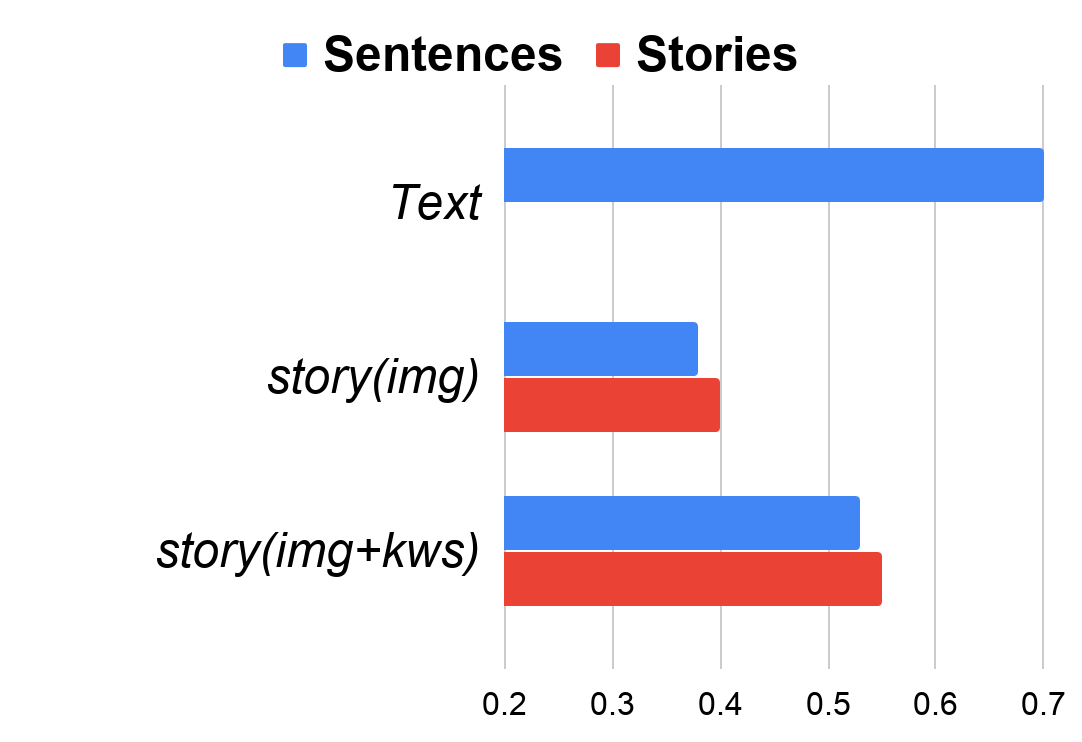 Sentences Stories
Text
story(img)
story(img+kws)
0.2 0.3 0.4 0.5 0.6 0.7